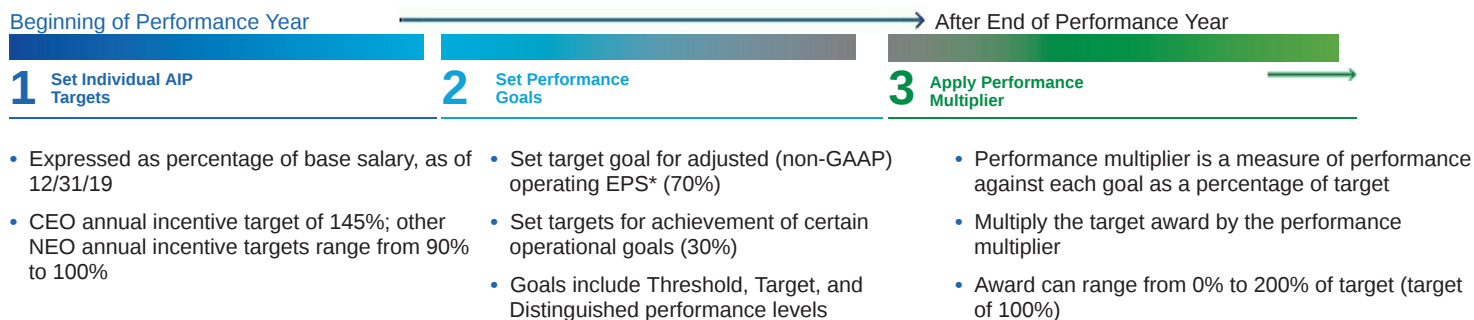 Beginning of Performance Year
After End of Performance Year
1 Set Individual AIP
Targets
• Expressed as percentage of base salary, as of
12/31/19
• CEO annual incentive target of 145%; other
NEO annual incentive targets range from 90%
to 100%
2 Set Performance
Goals
• Set target goal for adjusted (non-GAAP)
operating EPS* (70%)
• Set targets for achievement of certain
operational goals (30%)
• Goals include Threshold, Target, and
Distinguished performance levels
3 Apply Performance
Multiplier
• Performance multiplier is a measure of performance
against each goal as a percentage of target
• Multiply the target award by the performance
multiplier
• Award can range from 0% to 200% of target (target
of 100%)